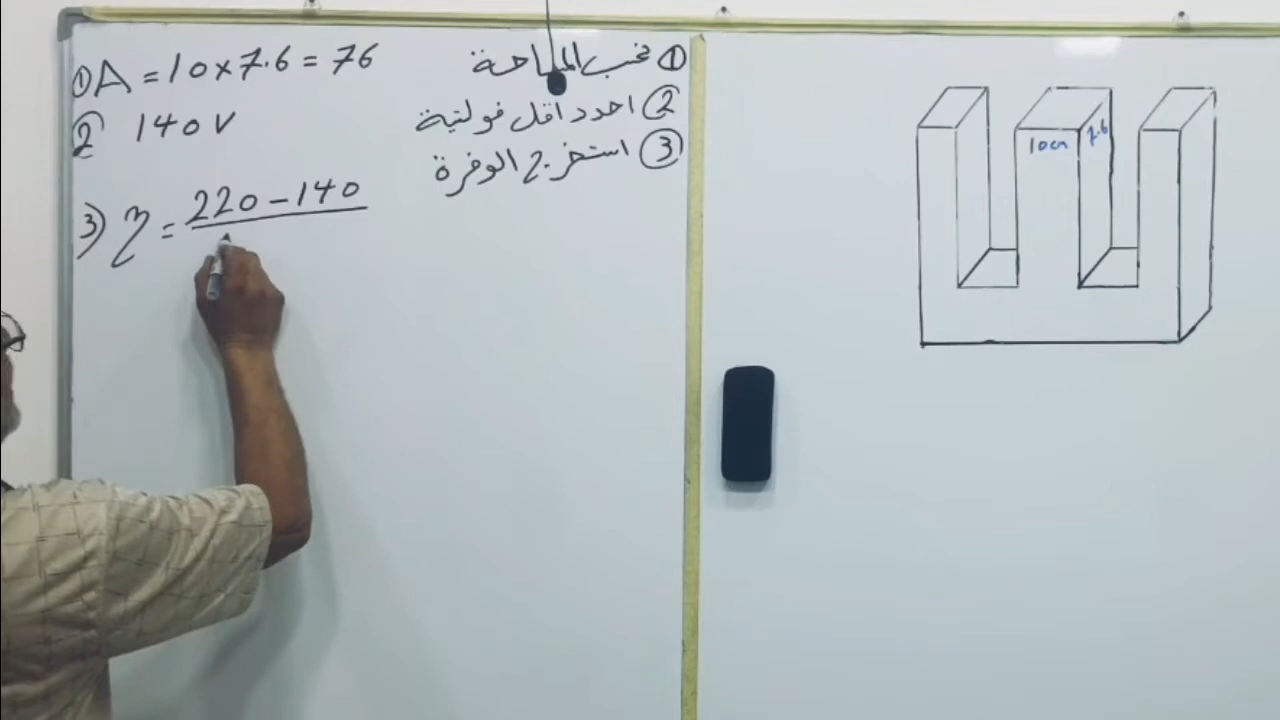 ① A = 10 x 7.6 = 76
② 140 V
3) η = 220 - 140
① نحسب المساحة
② احدد اقل فولتية
③ استخرج الوفرة
10cm 7.6